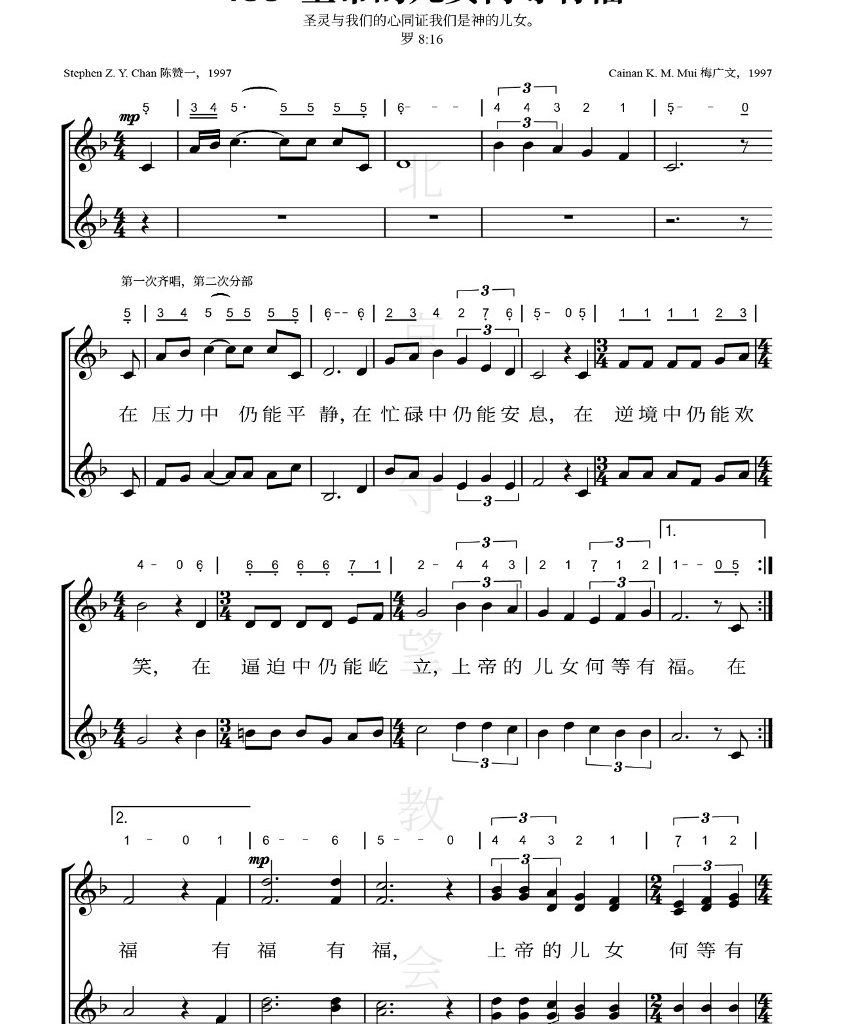 上帝的儿女何等有福
圣灵与我们的心同证我们是神的儿女。
罗 8:16
Stephen Z. Y. Chan 陈赞一，1997
Cainan K. M. Mui 梅广文，1997
3
5 3 4 5 · 5 5 5 5 6 - - - 4 4 3 2 1 5 - - 0
mp
3
北
第一次齐唱，第二次分部
3
5 3 4 5 5 5 5 5 6 - - 6 2 3 4 2 7 6 5 - 0 5 1 1 1 1 2 3
3
京
在 压力中 仍能平 静，在 忙碌中仍能安 息， 在 逆境中仍能欢
守
3
1.
3 3
4 - 0 6 6 6 6 6 7 1 2 - 4 4 3 2 1 7 1 2 1 - 0 5
3 3
望
笑， 在 逼迫中仍能屹 立，上帝的 儿女何等有 福。 在
3 3
教
2.
3 3
1 - 0 1 6 - - 6 5 - - 0 4 4 3 2 1 7 1 2
mp
3 3
福 有 福 有 福， 上帝的 儿 女 何等有
会